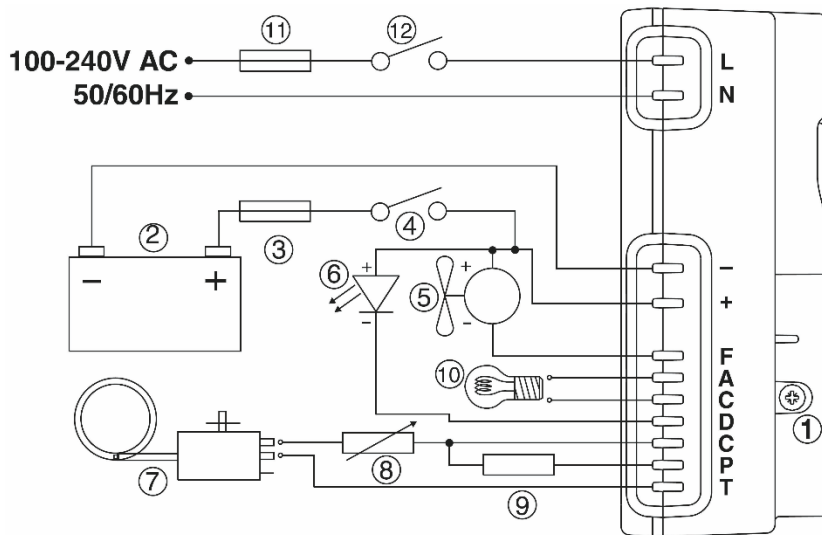 ⑪ ⑫
100-240V AC L
50/60Hz N
② ③ ④
− +
⑥ + − ⑤ + −
−
+
F
⑩ A
C
D
C
P
T
①
⑦ ⑧ ⑨